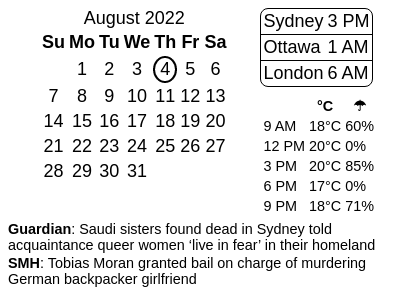 August 2022
Su Mo Tu We Th Fr Sa
1 2 3 4 5 6
7 8 9 10 11 12 13
14 15 16 17 18 19 20
21 22 23 24 25 26 27
28 29 30 31
Sydney 3 PM
Ottawa 1 AM
London 6 AM
°C ☂
9 AM 18°C 60%
12 PM 20°C 0%
3 PM 20°C 85%
6 PM 17°C 0%
9 PM 18°C 71%
Guardian: Saudi sisters found dead in Sydney told
acquaintance queer women ‘live in fear’ in their homeland
SMH: Tobias Moran granted bail on charge of murdering
German backpacker girlfriend